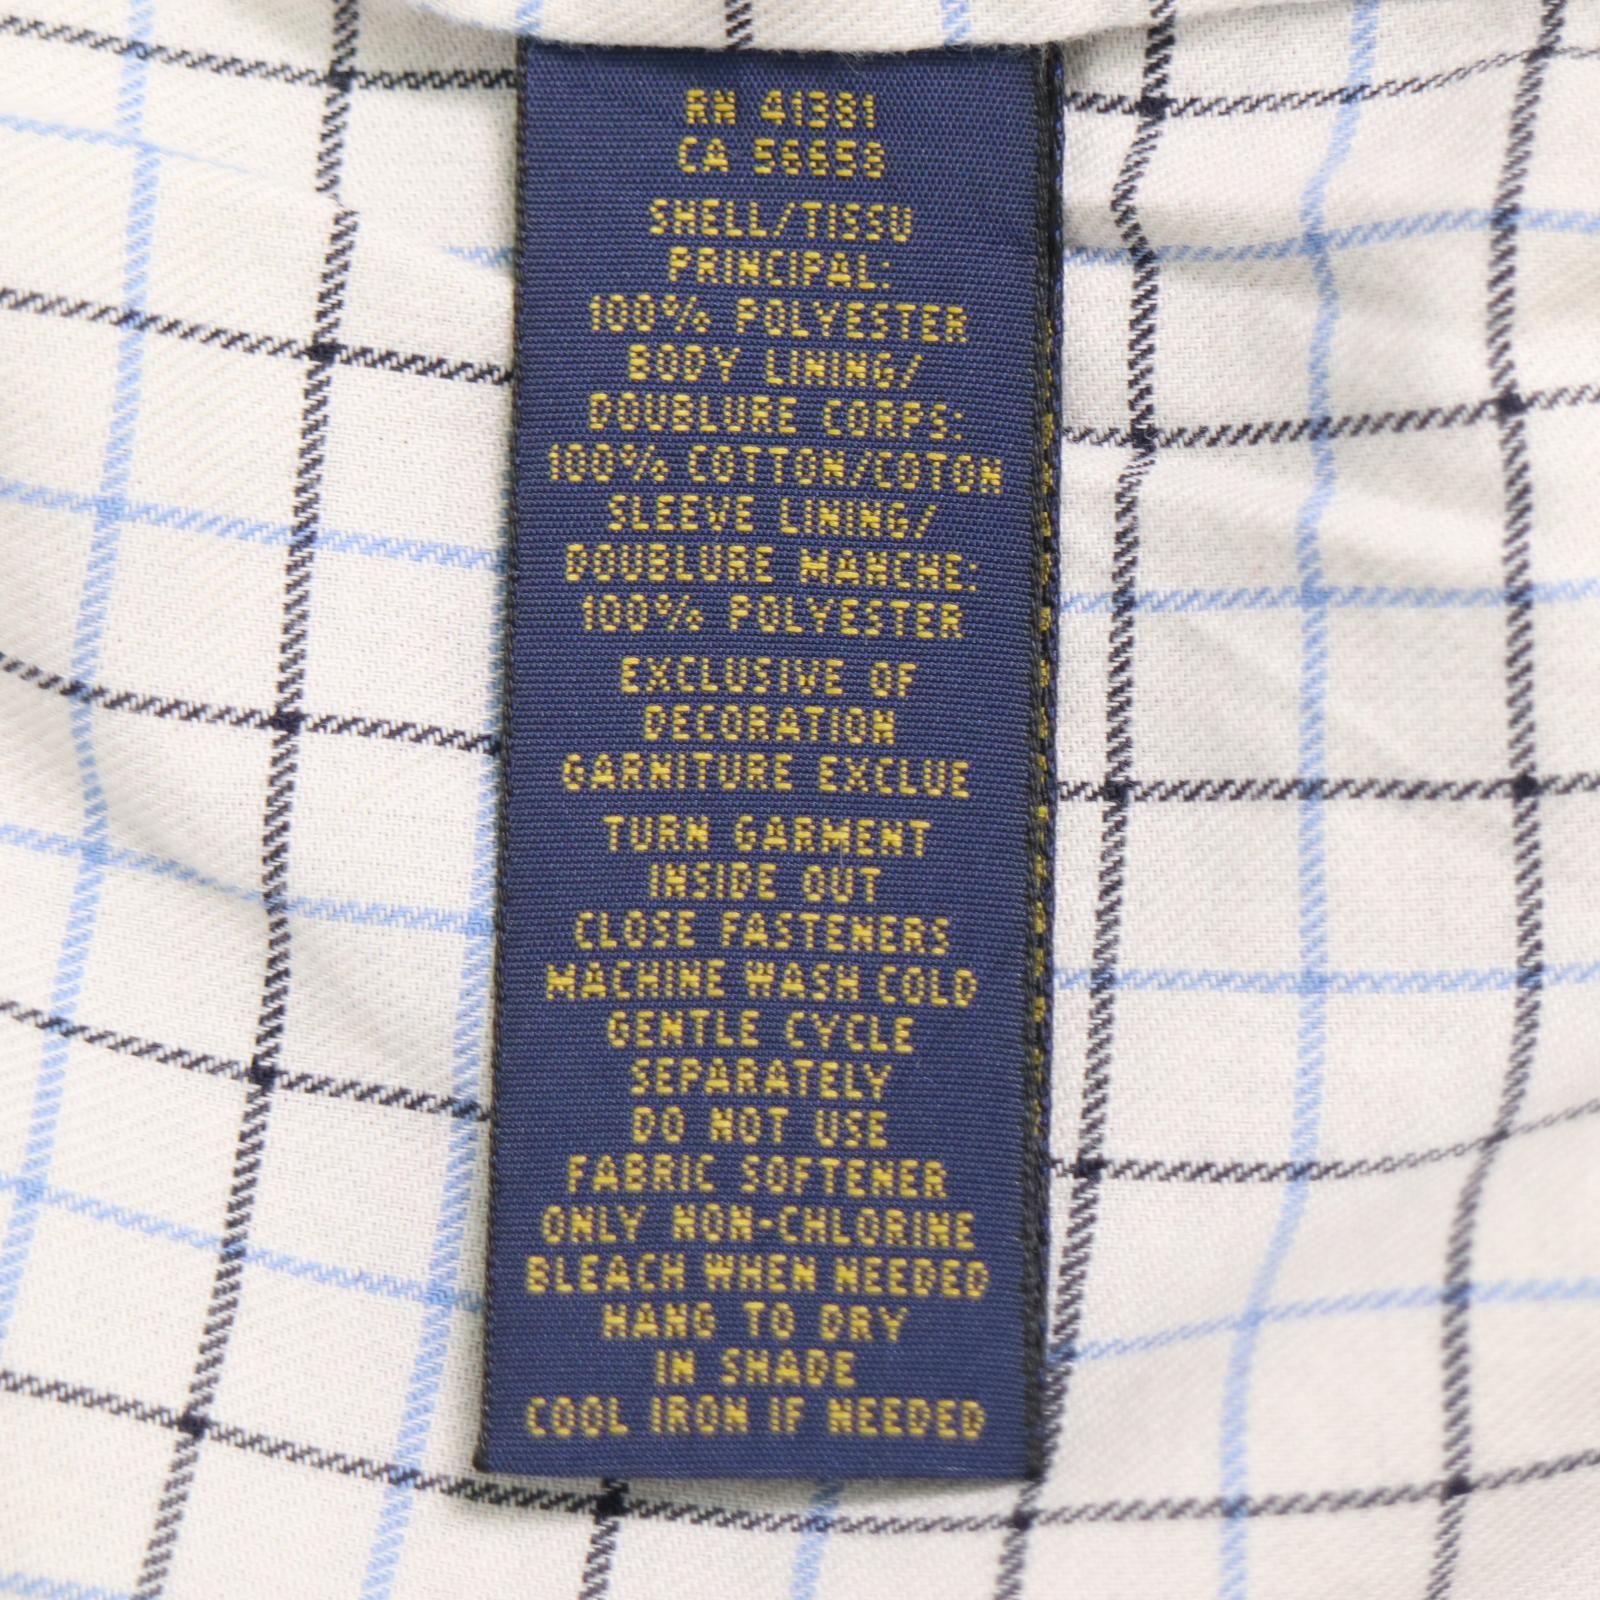 RN 41381
CA 56658
SHELL/TISSU
PRINCIPAL:
100% POLYESTER
BODY LINING/
DOUBLURE CORPS:
100% COTTON/COTON
SLEEVE LINING/
DOUBLURE MANCHE:
100% POLYESTER
EXCLUSIVE OF
DECORATION
GARNITURE EXCLUE
TURN GARMENT
INSIDE OUT
CLOSE FASTENERS
MACHINE WASH COLD
GENTLE CYCLE
SEPARATELY
DO NOT USE
FABRIC SOFTENER
ONLY NON-CHLORINE
BLEACH WHEN NEEDED
HANG TO DRY
IN SHADE
COOL IRON IF NEEDED